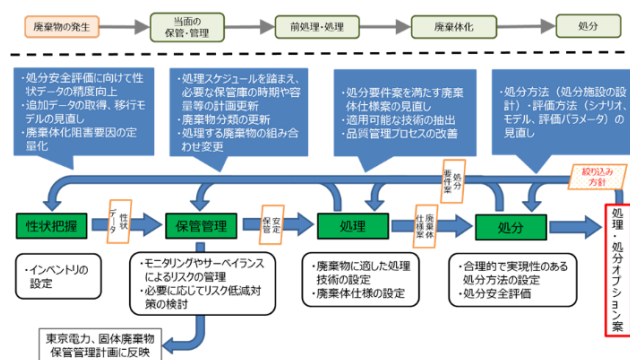 廃棄物の発生
当面の
保管・管理
前処理・処理
廃棄体化
処分
・処分安全評価に向けて性
状データの精度向上
・追加データの取得、移行モ
デルの見直し
・廃棄体化阻害要因の定
量化
・処理スケジュールを踏まえ、
必要な保管庫の時期や容
量等の計画更新
・廃棄物分類の更新
・処理する廃棄物の組み合
わせ変更
・処分要件案を満たす廃棄
体仕様案の見直し
・適用可能な技術の抽出
・品質管理プロセスの改善
・処分方法（処分施設の設
計）・評価方法（シナリオ、
モデル、評価パラメータ）の
見直し
処分
要件案
絞り込み
方針
性状把握
性状
データ
保管管理
安定
保管
処理
廃棄体
仕様案
処分
処理・処分オプション案
・インベントリの
設定
・モニタリングやサーベイランス
によるリスクの管理
・必要に応じてリスク低減対
策の検討
・廃棄物に適した処理
技術の設定
・廃棄体仕様の設定
・合理的で実現性のある
処分方法の設定
・処分安全評価
東京電力、固体廃棄物
保管管理計画に反映